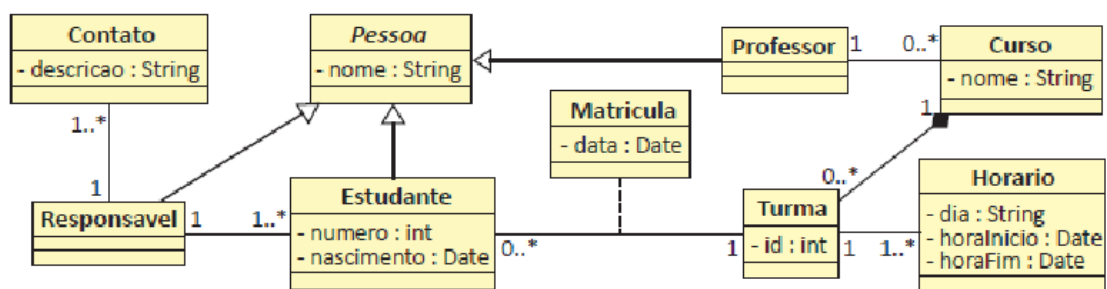 Contato
- descricao : String
Pessoa
- nome : String
Professor
1
0..*
Curso
- nome : String
1..*
1
Matricula
- data : Date
1
0..*
Responsavel
1
1..*
Estudante
- numero : int
- nascimento : Date
0..*
1
Turma
- id : int
1
1..*
Horario
- dia : String
- horaInicio : Date
- horaFim : Date